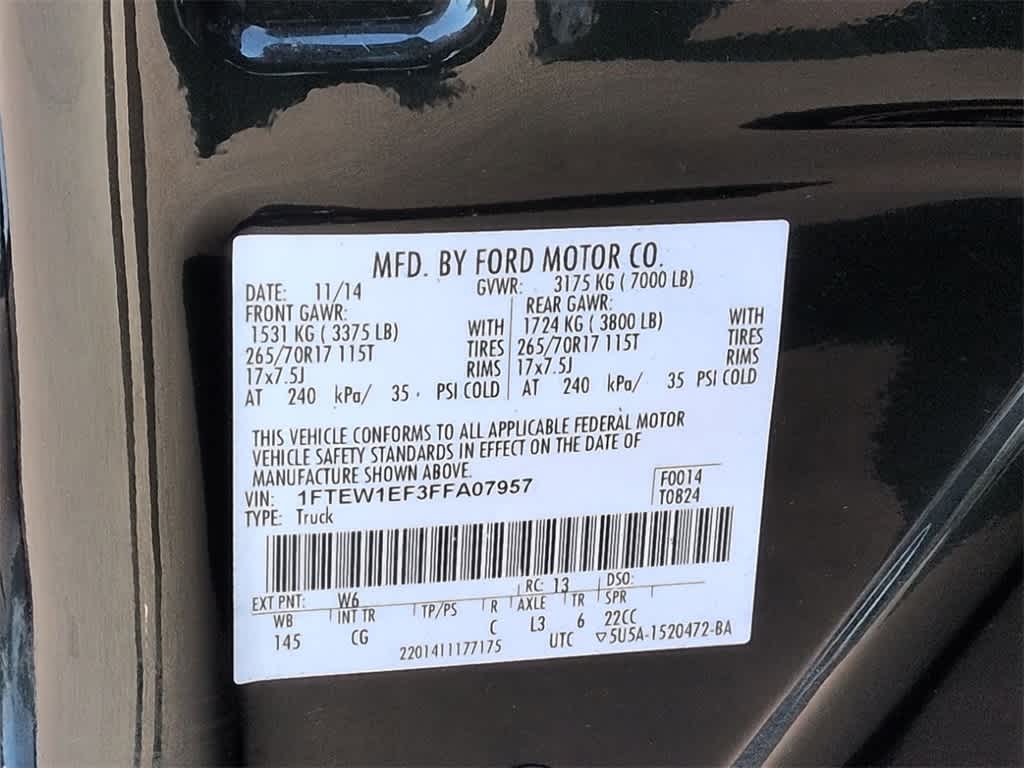 MFD. BY FORD MOTOR CO.
DATE: 11/14 GVWR: 3175 KG ( 7000 LB)
FRONT GAWR: REAR GAWR:
1531 KG ( 3375 LB) WITH 1724 KG ( 3800 LB) WITH
265/70R17 115T TIRES 265/70R17 115T TIRES
17x7.5J RIMS 17x7.5J RIMS
AT 240 kPa/ 35 PSI COLD AT 240 kPa/ 35 PSI COLD
THIS VEHICLE CONFORMS TO ALL APPLICABLE FEDERAL MOTOR
VEHICLE SAFETY STANDARDS IN EFFECT ON THE DATE OF
MANUFACTURE SHOWN ABOVE.
VIN: 1FTEW1EF3FFA07957 F0014
TYPE: Truck T0824
EXT PNT: W6 RC: 13 DSO:
WB INT TR TP/PS R AXLE TR SPR
145 CG C L3 6 22CC
2201411177175 UTC ▽5U5A-1520472-BA